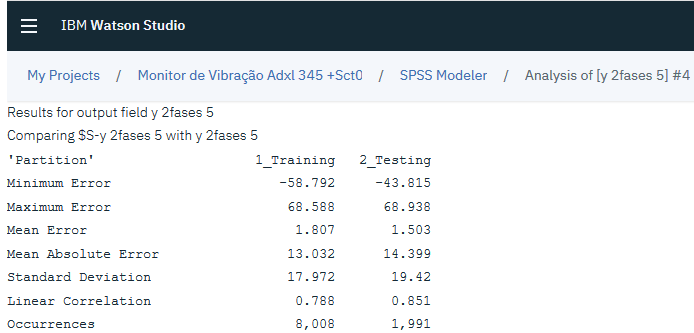 IBM Watson Studio
My Projects / Monitor de Vibração Adxl 345 +Sct0 / SPSS Modeler / Analysis of [y 2fases 5] #4
Results for output field y 2fases 5
Comparing $S-y 2fases 5 with y 2fases 5
'Partition' 1_Training 2_Testing
Minimum Error -58.792 -43.815
Maximum Error 68.588 68.938
Mean Error 1.807 1.503
Mean Absolute Error 13.032 14.399
Standard Deviation 17.972 19.42
Linear Correlation 0.788 0.851
Occurrences 8,008 1,991